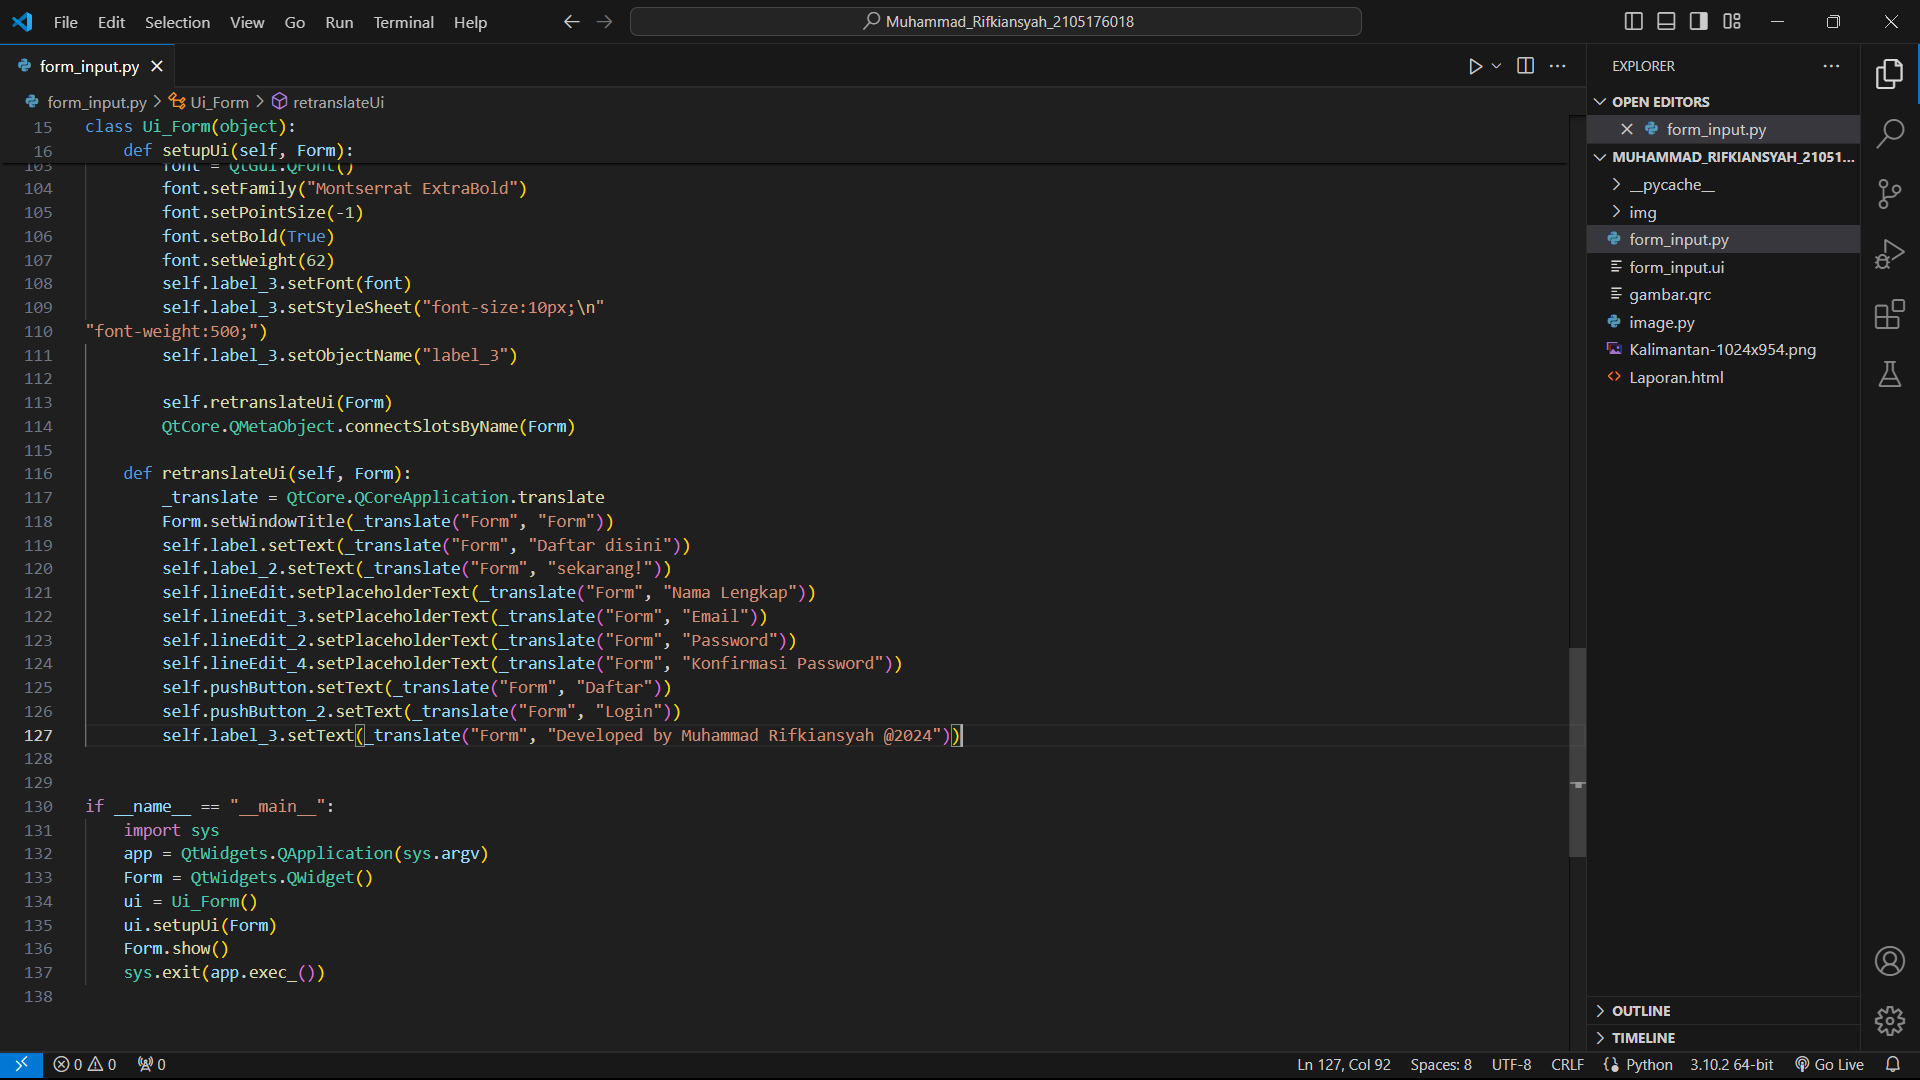 File Edit Selection View Go Run Terminal Help
Muhammad_Rifkiansyah_2105176018
form_input.py
form_input.py > Ui_Form > retranslateUi
15 class Ui_Form(object):
16     def setupUi(self, Form):
103         font = QtGui.QFont()
104         font.setFamily("Montserrat ExtraBold")
105         font.setPointSize(-1)
106         font.setBold(True)
107         font.setWeight(62)
108         self.label_3.setFont(font)
109         self.label_3.setStyleSheet("font-size:10px;\n"
110 "font-weight:500;")
111         self.label_3.setObjectName("label_3")
112
113         self.retranslateUi(Form)
114         QtCore.QMetaObject.connectSlotsByName(Form)
115
116     def retranslateUi(self, Form):
117         _translate = QtCore.QCoreApplication.translate
118         Form.setWindowTitle(_translate("Form", "Form"))
119         self.label.setText(_translate("Form", "Daftar disini"))
120         self.label_2.setText(_translate("Form", "sekarang!"))
121         self.lineEdit.setPlaceholderText(_translate("Form", "Nama Lengkap"))
122         self.lineEdit_3.setPlaceholderText(_translate("Form", "Email"))
123         self.lineEdit_2.setPlaceholderText(_translate("Form", "Password"))
124         self.lineEdit_4.setPlaceholderText(_translate("Form", "Konfirmasi Password"))
125         self.pushButton.setText(_translate("Form", "Daftar"))
126         self.pushButton_2.setText(_translate("Form", "Login"))
127         self.label_3.setText(_translate("Form", "Developed by Muhammad Rifkiansyah @2024"))
128
129
130 if __name__ == "__main__":
131     import sys
132     app = QtWidgets.QApplication(sys.argv)
133     Form = QtWidgets.QWidget()
134     ui = Ui_Form()
135     ui.setupUi(Form)
136     Form.show()
137     sys.exit(app.exec_())
138
EXPLORER
OPEN EDITORS
form_input.py
MUHAMMAD_RIFKIANSYAH_21051...
__pycache__
img
form_input.py
form_input.ui
gambar.qrc
image.py
Kalimantan-1024x954.png
Laporan.html
OUTLINE
TIMELINE
0 0 0 Ln 127, Col 92 Spaces: 8 UTF-8 CRLF Python 3.10.2 64-bit Go Live